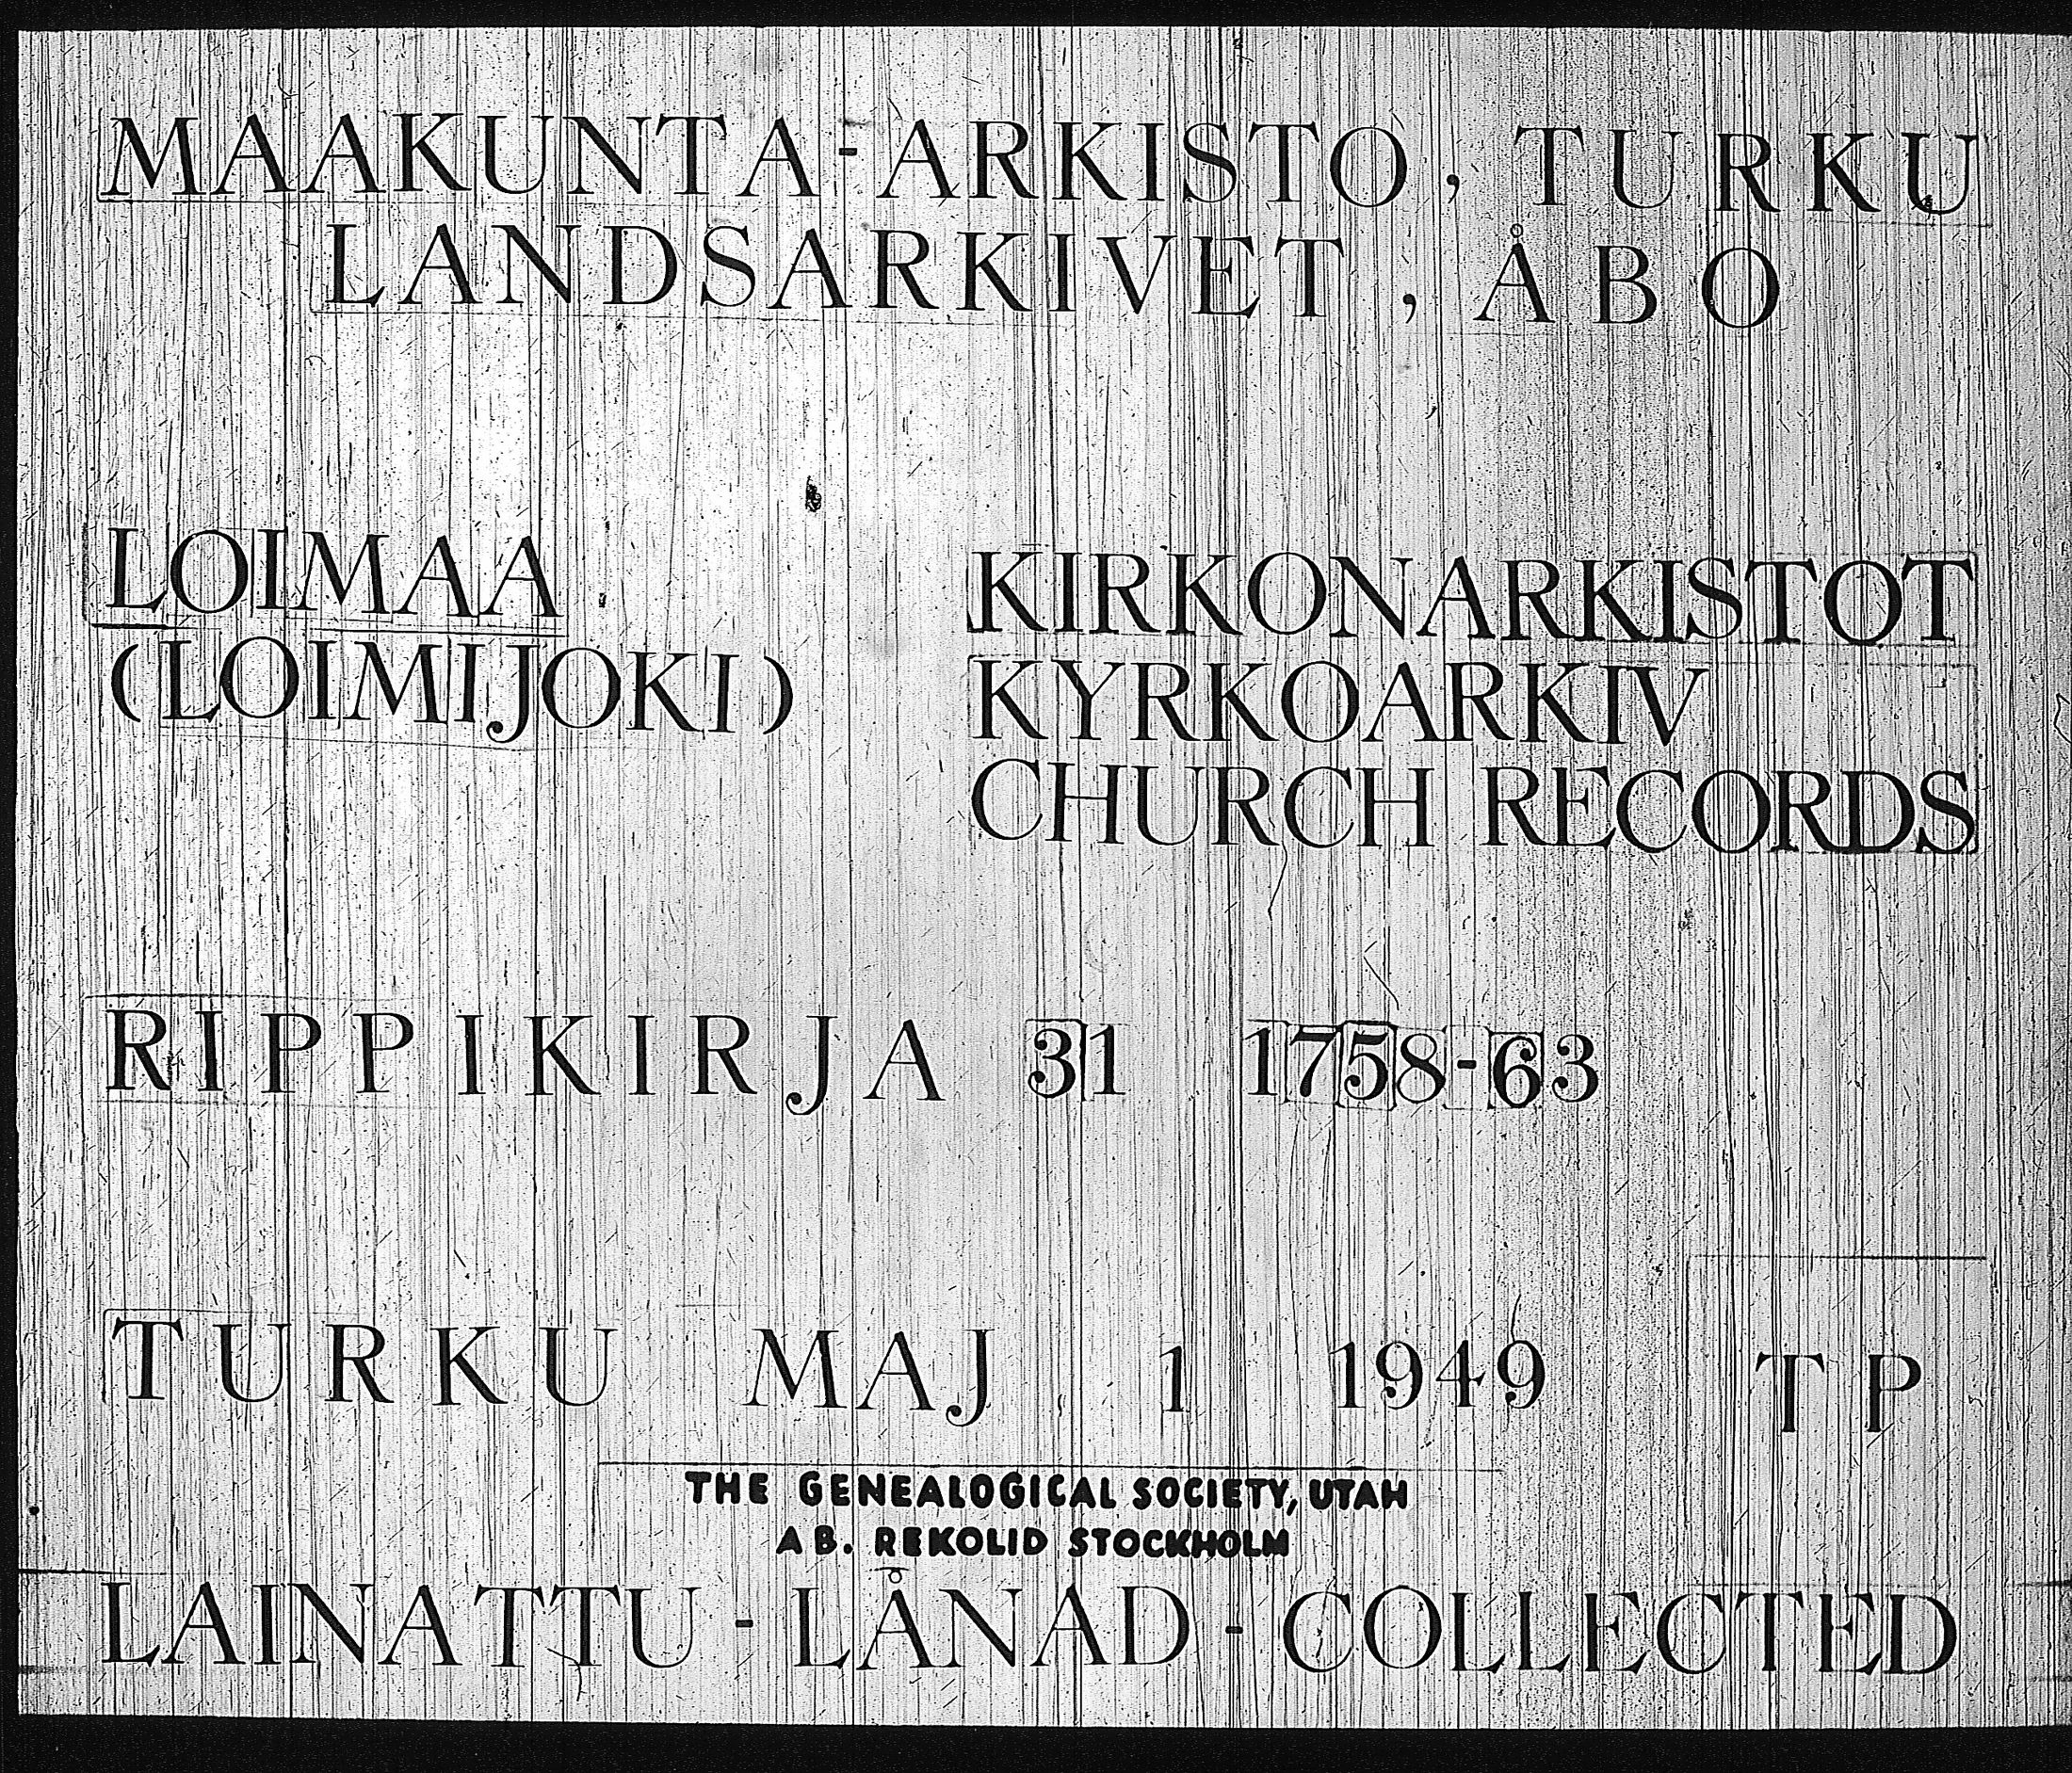 MAAKUNTA-ARKISTO, TURKU
LANDSARKIVET, ÅBO
LOIMAA
(LOIMIJOKI)
KIRKONARKISTOT
KYRKOARKIV
CHURCH RECORDS
RIPPIKIRJA 31 1758-63
TURKU MAJ 1 1949 TP
THE GENEALOGICAL SOCIETY, UTAH
AB. REKOLID STOCKHOLM
LAINATTU - LÅNAD - COLLECTED